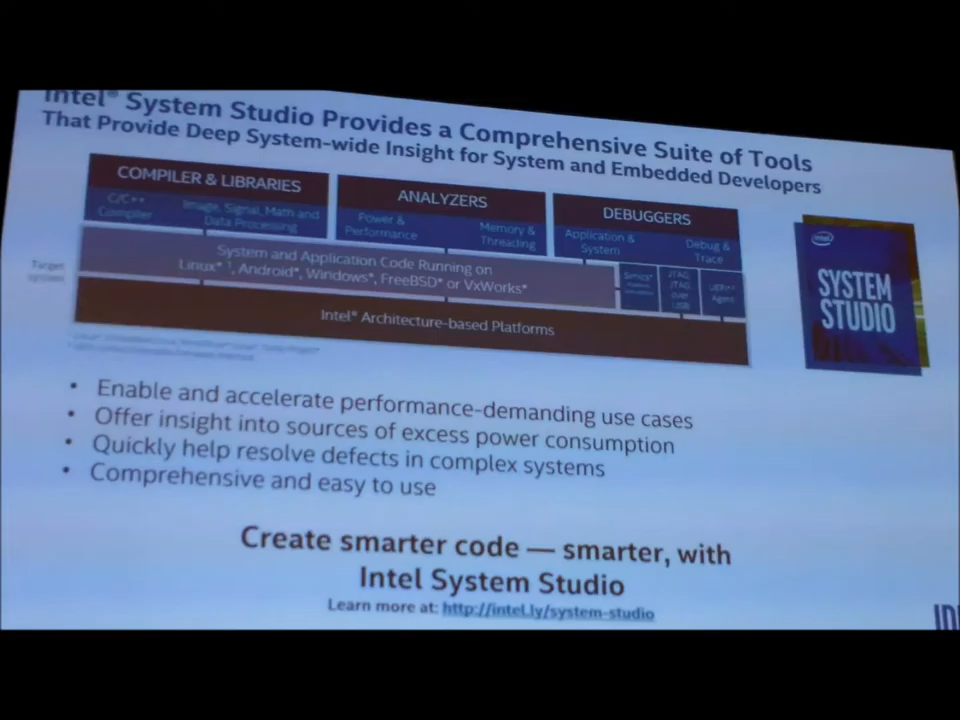 Intel® System Studio Provides a Comprehensive Suite of Tools
That Provide Deep System-wide Insight for System and Embedded Developers
COMPILER & LIBRARIES
ANALYZERS
DEBUGGERS
C/C++
Compiler
Image, Signal, Math and
Data Processing
Power &
Performance
Memory &
Threading
Application &
System
Debug &
Trace
Target
System and Application Code Running on
Linux* ¹, Android*, Windows*, FreeBSD* or VxWorks*
JTAG
over
USB
Agent
Intel® Architecture-based Platforms
intel
SYSTEM
STUDIO
• Enable and accelerate performance-demanding use cases
• Offer insight into sources of excess power consumption
• Quickly help resolve defects in complex systems
• Comprehensive and easy to use
Create smarter code — smarter, with
Intel System Studio
Learn more at: http://intel.ly/system-studio